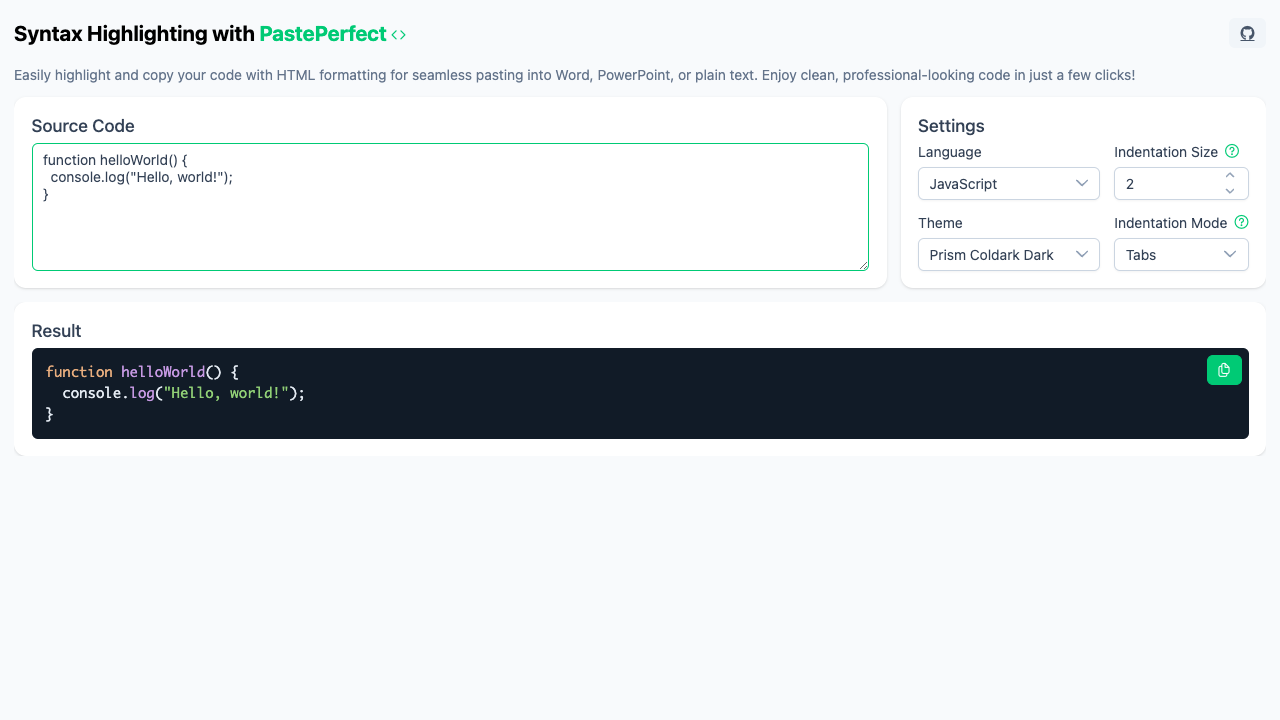 Syntax Highlighting with PastePerfect <>
Easily highlight and copy your code with HTML formatting for seamless pasting into Word, PowerPoint, or plain text. Enjoy clean, professional-looking code in just a few clicks!
Source Code
function helloWorld() {
  console.log("Hello, world!");
}
Settings
Language
Indentation Size ?
JavaScript
2
Theme
Indentation Mode ?
Prism Coldark Dark
Tabs
Result
function helloWorld() {
  console.log("Hello, world!");
}